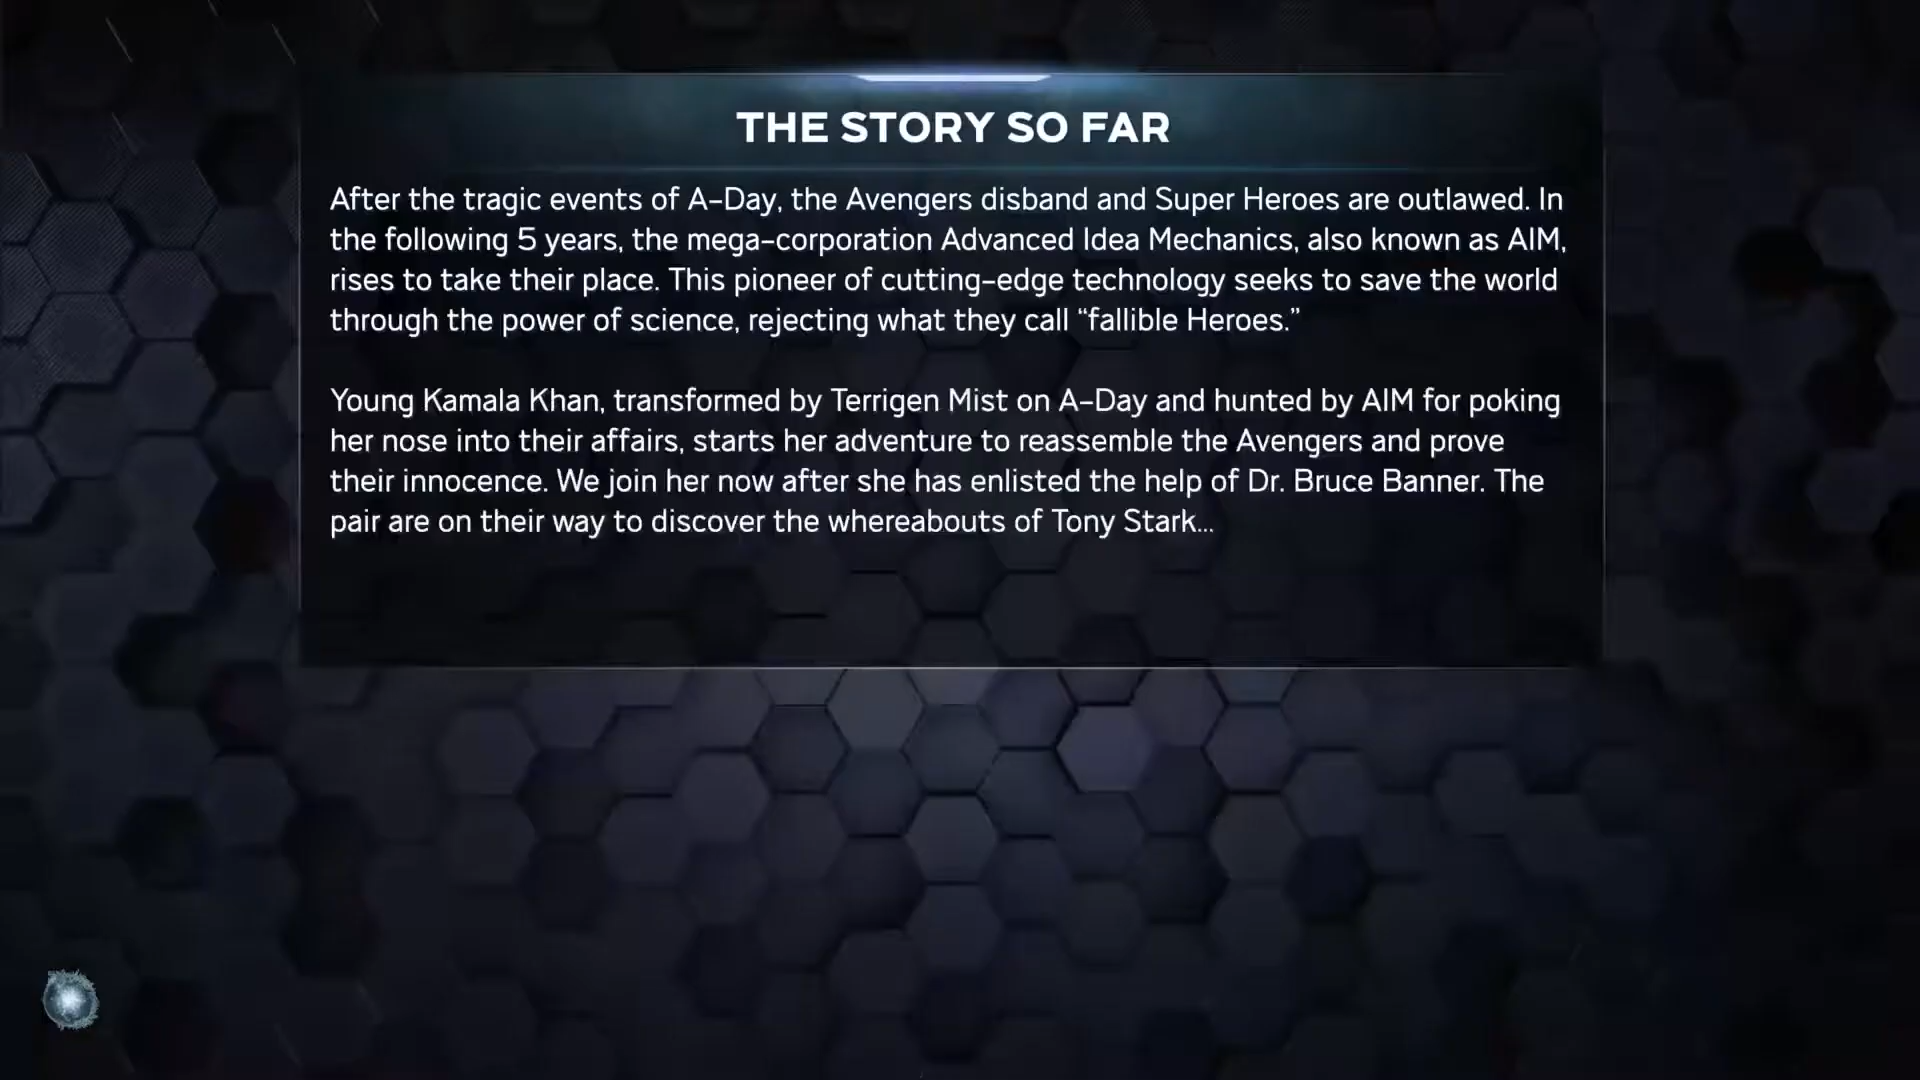 THE STORY SO FAR
After the tragic events of A-Day, the Avengers disband and Super Heroes are outlawed. In
the following 5 years, the mega-corporation Advanced Idea Mechanics, also known as AIM,
rises to take their place. This pioneer of cutting-edge technology seeks to save the world
through the power of science, rejecting what they call “fallible Heroes.”
Young Kamala Khan, transformed by Terrigen Mist on A-Day and hunted by AIM for poking
her nose into their affairs, starts her adventure to reassemble the Avengers and prove
their innocence. We join her now after she has enlisted the help of Dr. Bruce Banner. The
pair are on their way to discover the whereabouts of Tony Stark...